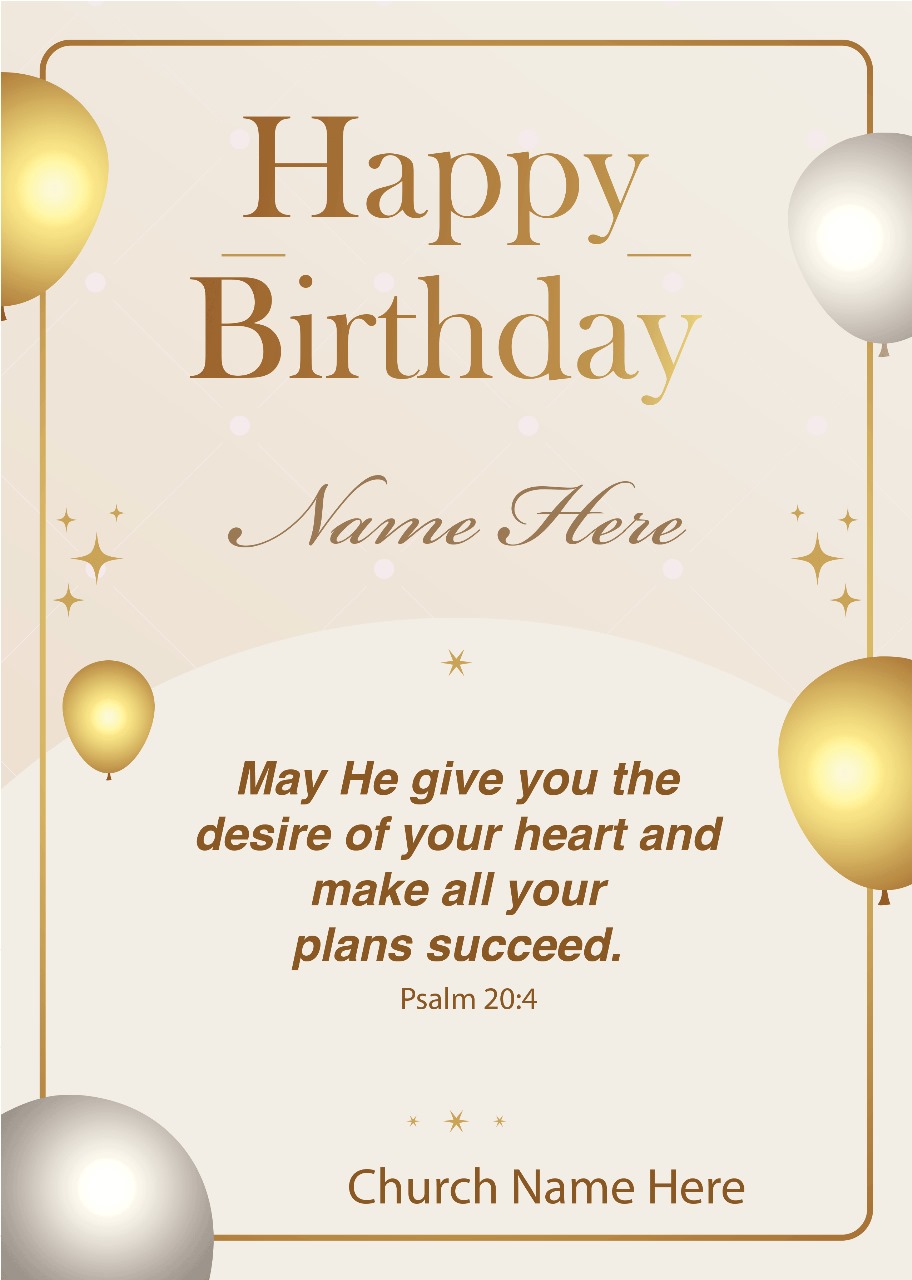 Happy
Birthday
Name Here
May He give you the
desire of your heart and
make all your
plans succeed.
Psalm 20:4
Church Name Here